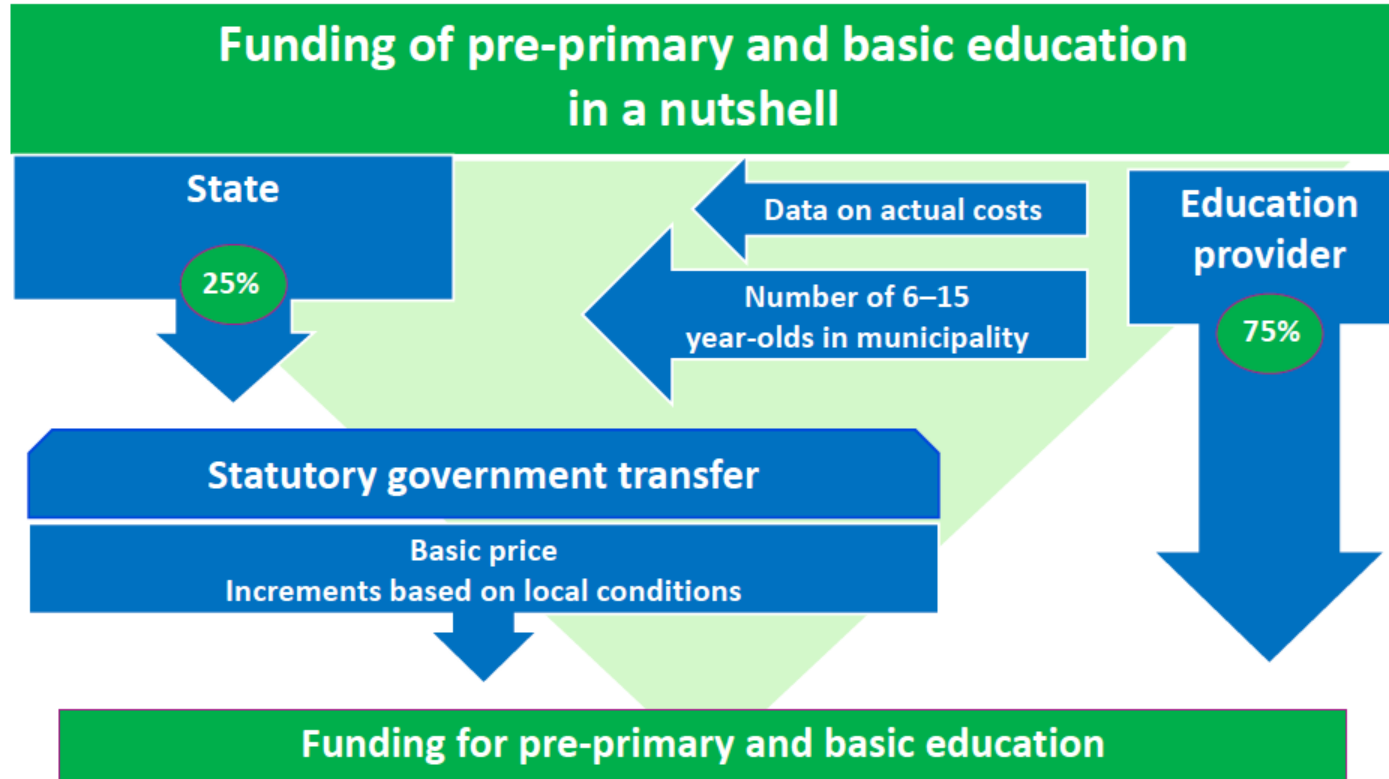 Funding of pre-primary and basic education
in a nutshell
State
25%
Data on actual costs
Number of 6–15
year-olds in municipality
Education
provider
75%
Statutory government transfer
Basic price
Increments based on local conditions
Funding for pre-primary and basic education